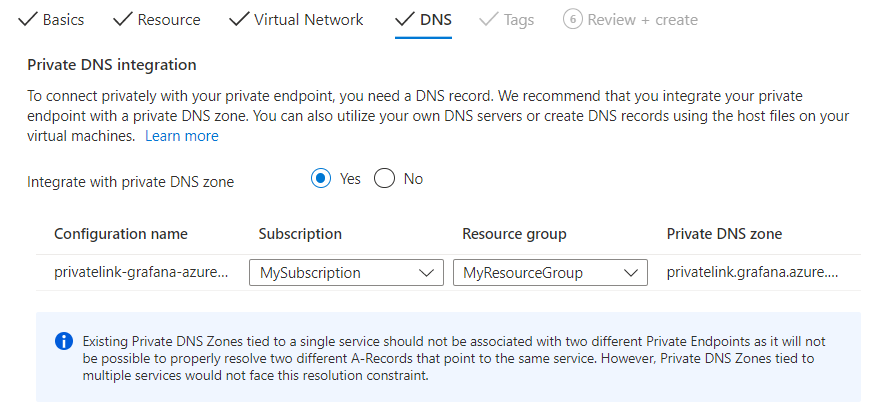 Basics Resource Virtual Network DNS Tags 6 Review + create
Private DNS integration
To connect privately with your private endpoint, you need a DNS record. We recommend that you integrate your private
endpoint with a private DNS zone. You can also utilize your own DNS servers or create DNS records using the host files on your
virtual machines. Learn more
Integrate with private DNS zone Yes No
Configuration name Subscription Resource group Private DNS zone
privatelink-grafana-azure... MySubscription MyResourceGroup privatelink.grafana.azure....
Existing Private DNS Zones tied to a single service should not be associated with two different Private Endpoints as it will not
be possible to properly resolve two different A-Records that point to the same service. However, Private DNS Zones tied to
multiple services would not face this resolution constraint.